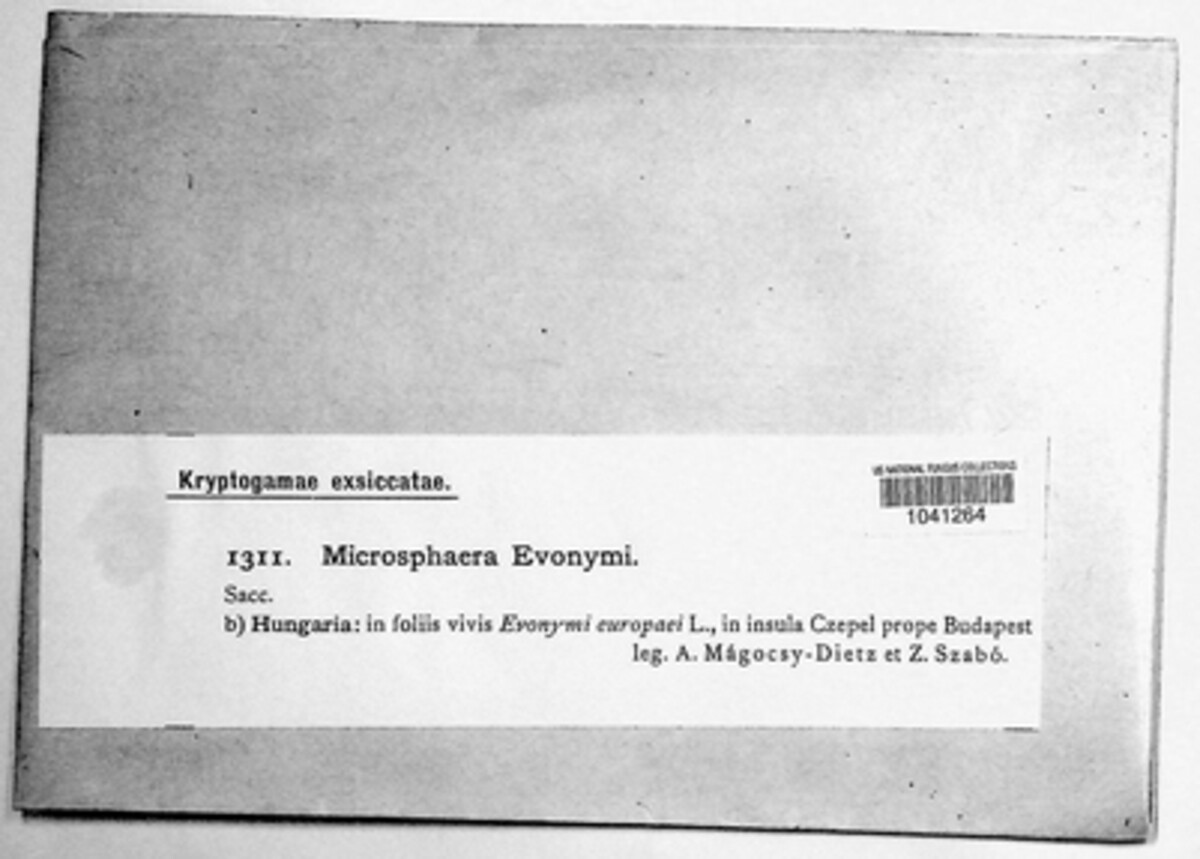 Kryptogamae exsiccatae.
US NATIONAL FUNGUS COLLECTIONS
1041264
1311. Microsphaera Evonymi.
Sacc.
b) Hungaria: in foliis vivis Evonymi europaei L., in insula Czepel prope Budapest
leg. A. Mágocsy-Dietz et Z. Szabó.